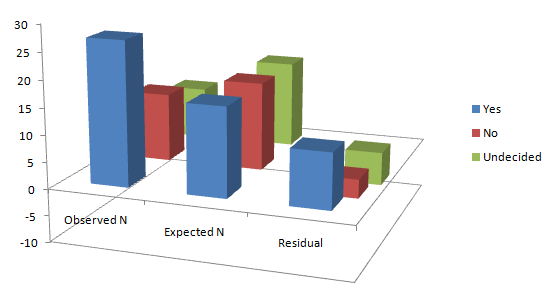 30
25
20
15
10
5
0
-5
-10
Observed N
Expected N
Residual
Yes
No
Undecided